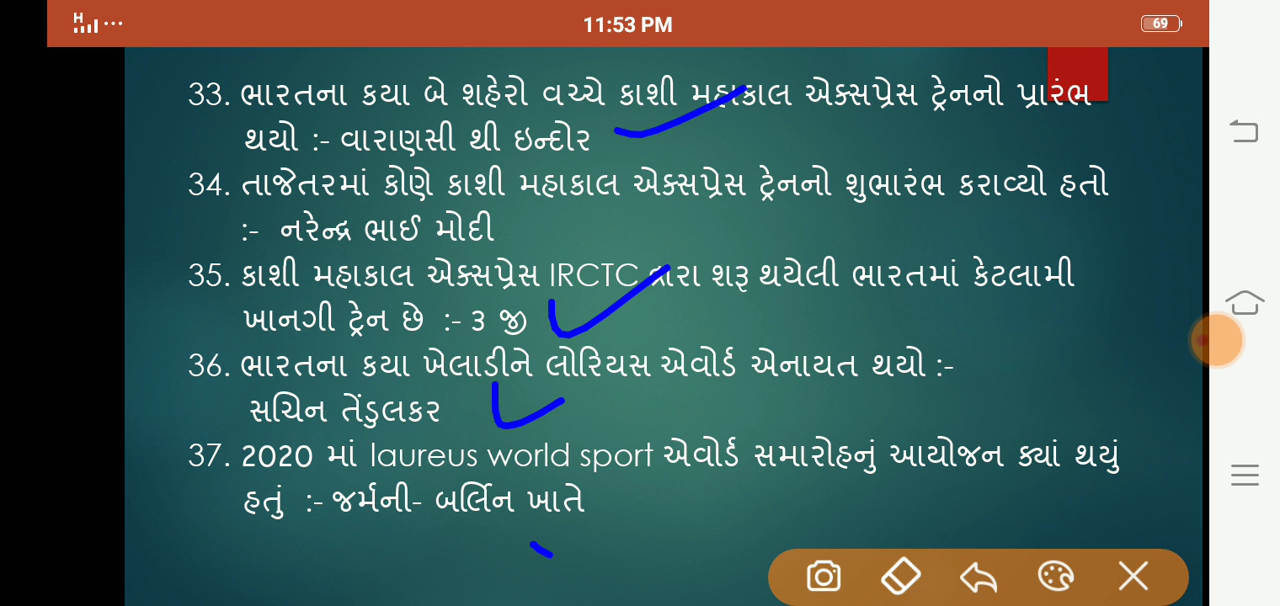 H
11:53 PM
69
33. ભારતના કયા બે શહેરો વચ્ચે કાશી મહાકાલ એક્સપ્રેસ ટ્રેનનો પ્રારંભ
થયો :- વારાણસી થી ઇન્દોર
34. તાજેતરમાં કોણે કાશી મહાકાલ એક્સપ્રેસ ટ્રેનનો શુભારંભ કરાવ્યો હતો
:- નરેન્દ્ર ભાઈ મોદી
35. કાશી મહાકાલ એક્સપ્રેસ IRCTC દ્વારા શરૂ થયેલી ભારતમાં કેટલામી
ખાનગી ટ્રેન છે :- ૩ જી
36. ભારતના કયા ખેલાડીને લોરિયસ એવોર્ડ એનાયત થયો :-
સચિન તેંડુલકર
37. 2020 માં laureus world sport એવોર્ડ સમારોહનું આયોજન ક્યાં થયું
હતું :- જર્મની- બર્લિન ખાતે